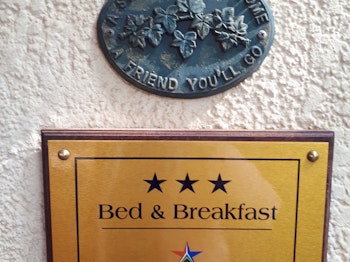 A FRIEND YOU'LL GO
Bed & Breakfast